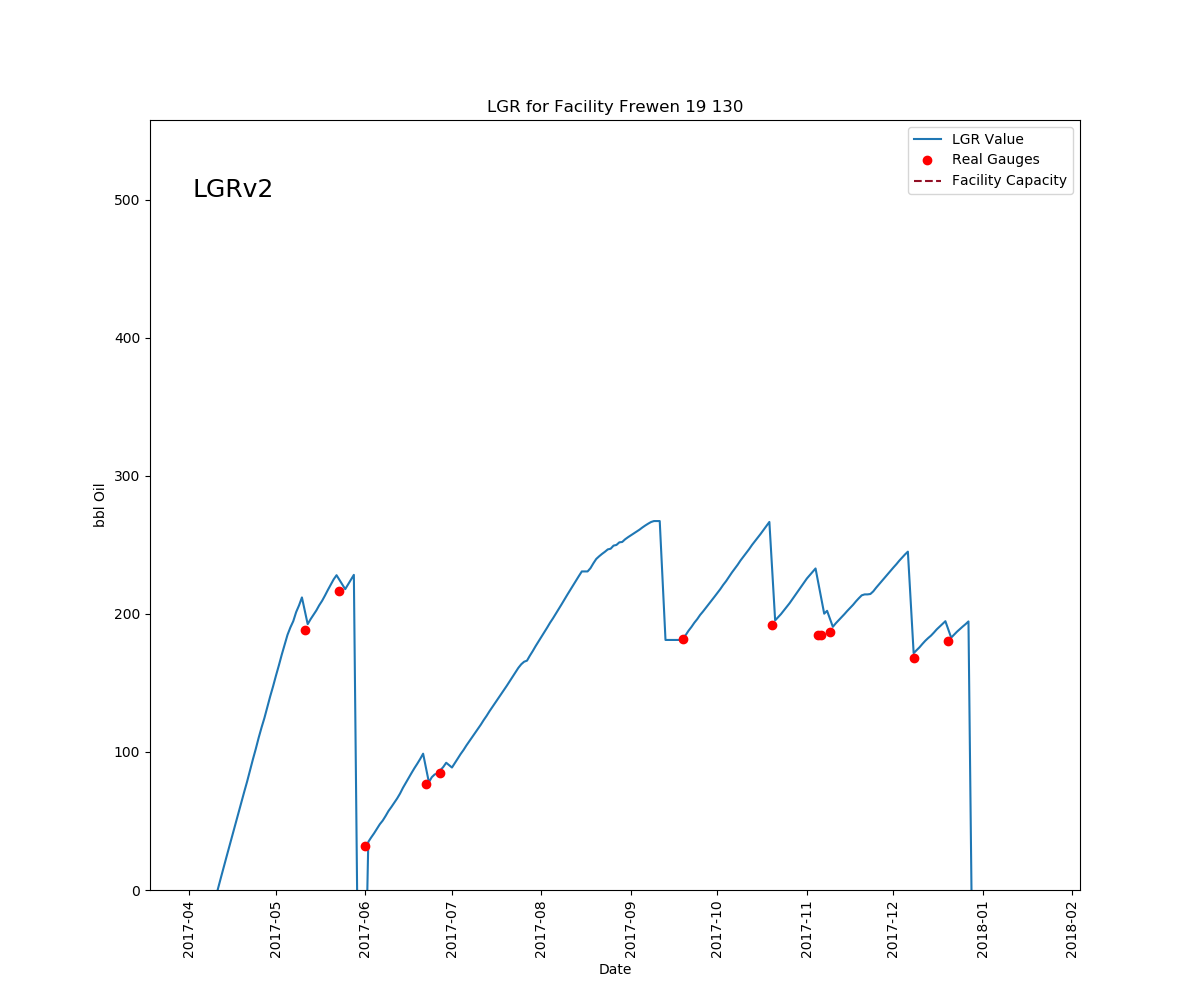 LGR for Facility Frewen 19 130
LGRv2
LGR Value
Real Gauges
Facility Capacity
bbl Oil
500
400
300
200
100
0
2017-04
2017-05
2017-06
2017-07
2017-08
2017-09
2017-10
2017-11
2017-12
2018-01
2018-02
Date